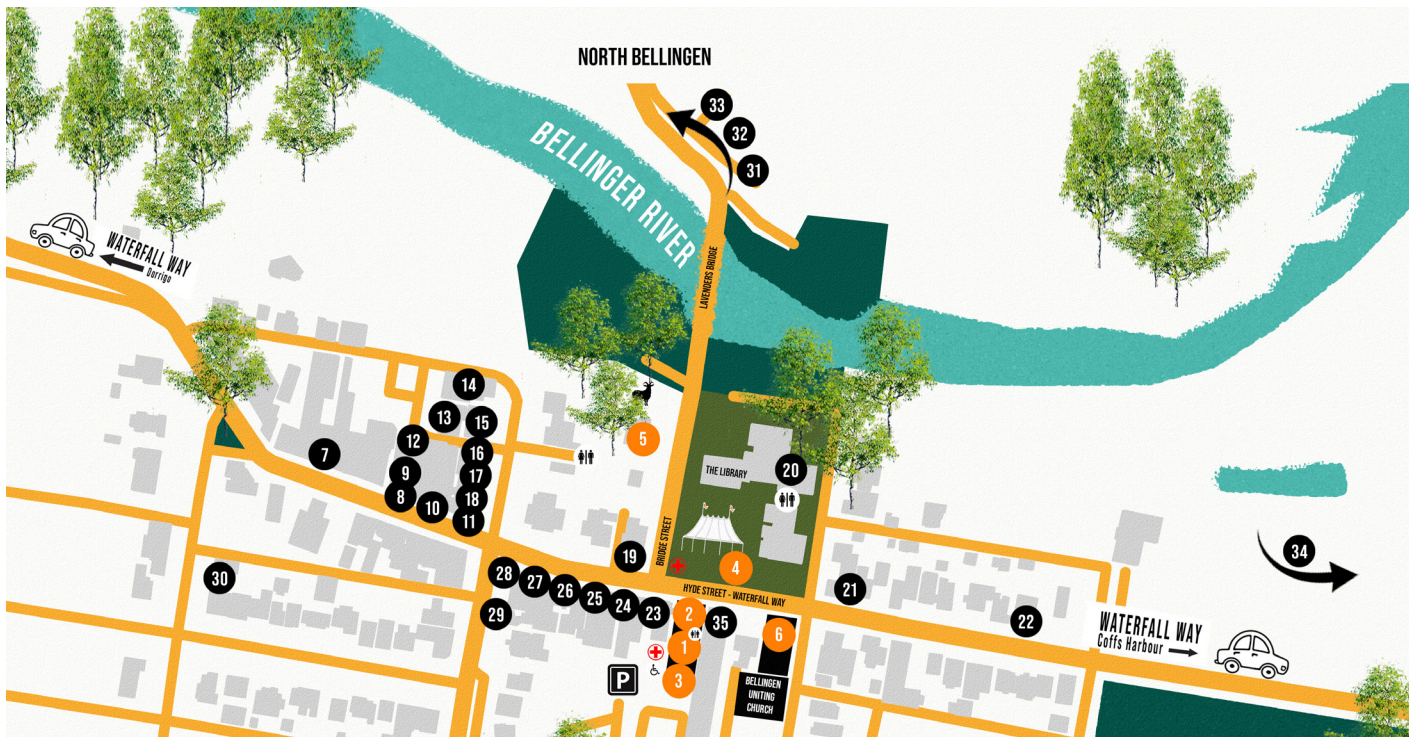 NORTH BELLINGEN
33
32
31
BELLINGER RIVER
WATERFALL WAY
Dorrigo
LAVENDERS BRIDGE
14
13
15
12
5
16
7
9
17
8
18
10
11
THE LIBRARY
20
BRIDGE STREET
19
4
34
28
27
26
25
24
23
29
30
HYDE STREET - WATERFALL WAY
21
22
2
35
6
1
3
P
BELLINGEN
UNITING
CHURCH
WATERFALL WAY
Coffs Harbour